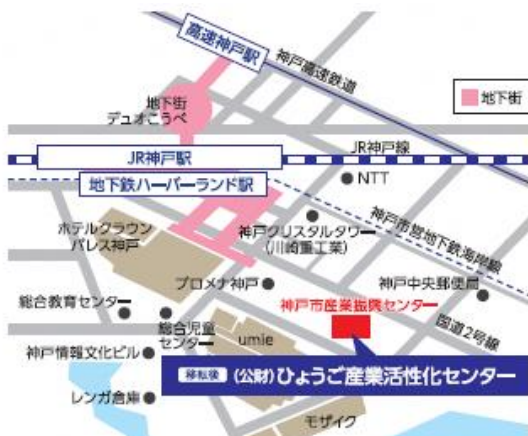 高速神戸駅
神戸高速鉄道
地下街
デュオこうべ
地下街
JR神戸駅
JR神戸線
地下鉄ハーバーランド駅
NTT
神戸市営地下鉄海岸線
ホテルクラウン
パレス神戸
神戸クリスタルタワー
(川崎重工業)
プロメナ神戸
神戸中央郵便局
総合教育センター
神戸市産業振興センター
国道2号線
総合児童
センター
umie
神戸情報文化ビル
移転後 (公財)ひょうご産業活性化センター
レンガ倉庫
モザイク